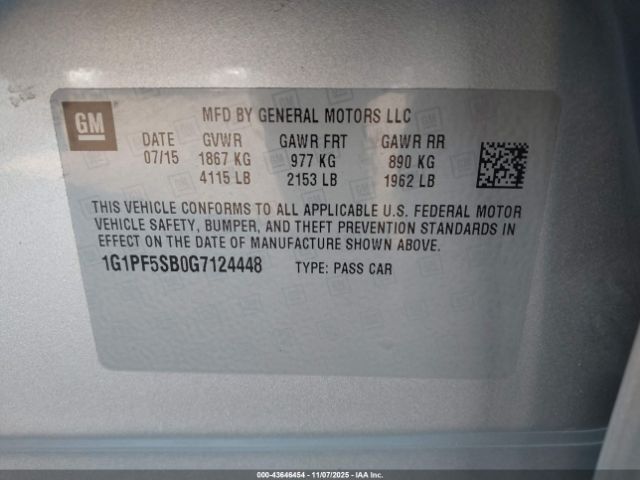 GM
MFD BY GENERAL MOTORS LLC
DATE GVWR GAWR FRT GAWR RR
07/15 1867 KG 977 KG 890 KG
4115 LB 2153 LB 1962 LB
THIS VEHICLE CONFORMS TO ALL APPLICABLE U.S. FEDERAL MOTOR
VEHICLE SAFETY, BUMPER, AND THEFT PREVENTION STANDARDS IN
EFFECT ON THE DATE OF MANUFACTURE SHOWN ABOVE.
1G1PF5SB0G7124448 TYPE: PASS CAR
000-43646454 - 11/07/2025 - IAA Inc.